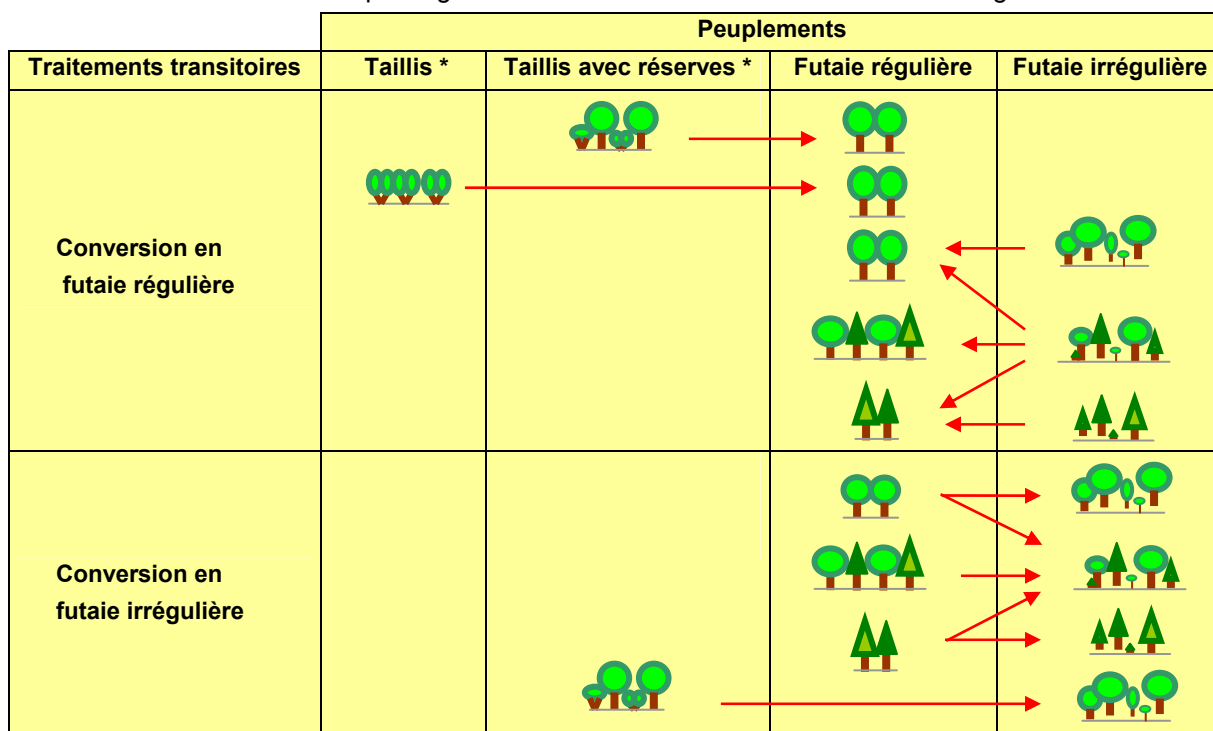 Peuplements
Traitements transitoires Taillis * Taillis avec réserves * Futaie régulière Futaie irrégulière
Conversion en
futaie régulière
Conversion en
futaie irrégulière